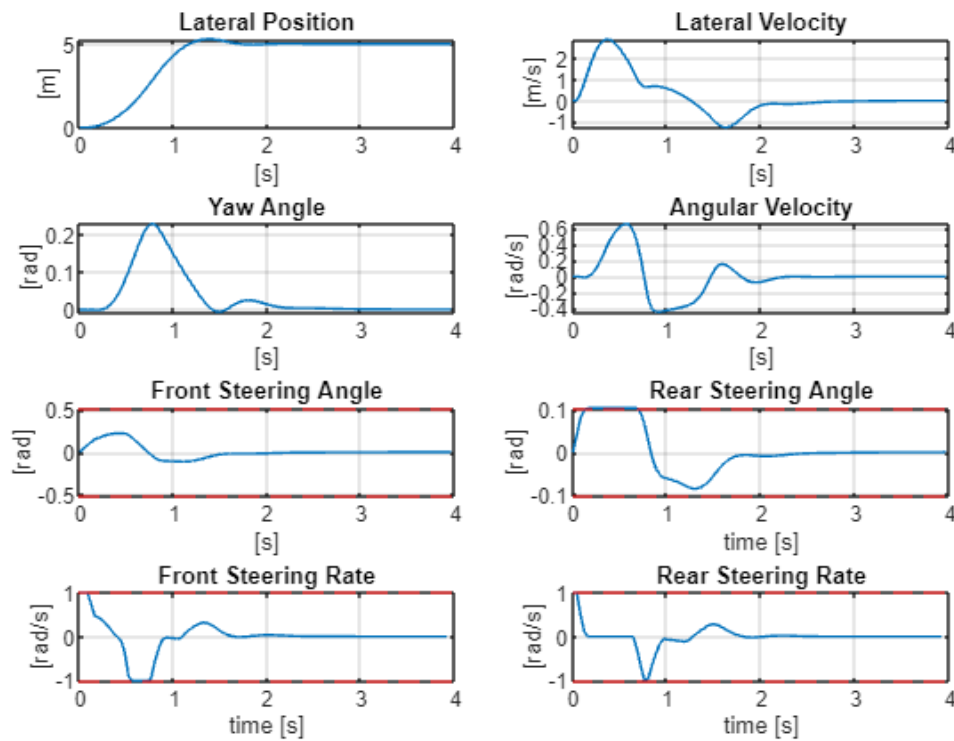 Lateral Position
5
[m]
0
0 1 2 3 4
[s]
Lateral Velocity
2
1
0
-1
[m/s]
0 1 2 3 4
[s]
Yaw Angle
0.2
0.1
0
[rad]
0 1 2 3 4
[s]
Angular Velocity
0.6
0.4
0.2
0
-0.2
-0.4
[rad/s]
0 1 2 3 4
[s]
Front Steering Angle
0.5
0
-0.5
[rad]
0 1 2 3 4
[s]
Rear Steering Angle
0.1
0
-0.1
[rad]
0 1 2 3 4
time [s]
Front Steering Rate
1
0
-1
[rad/s]
0 1 2 3 4
time [s]
Rear Steering Rate
1
0
-1
[rad/s]
0 1 2 3 4
time [s]